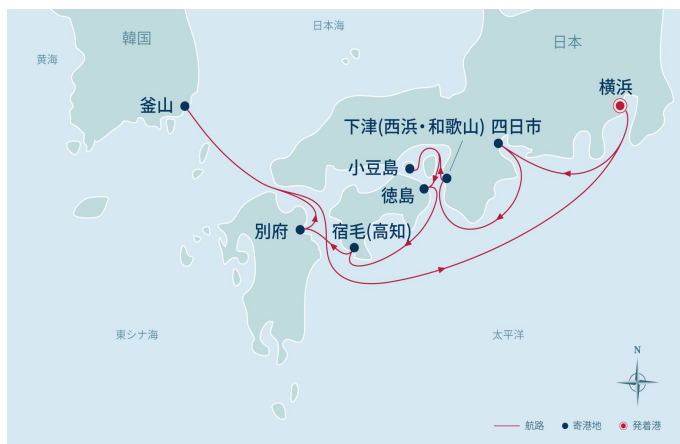 韓国
日本海
日本
黄海
横浜
釜山
下津(西浜・和歌山)
四日市
小豆島
徳島
別府
宿毛(高知)
東シナ海
太平洋
N
航路
寄港地
発着港